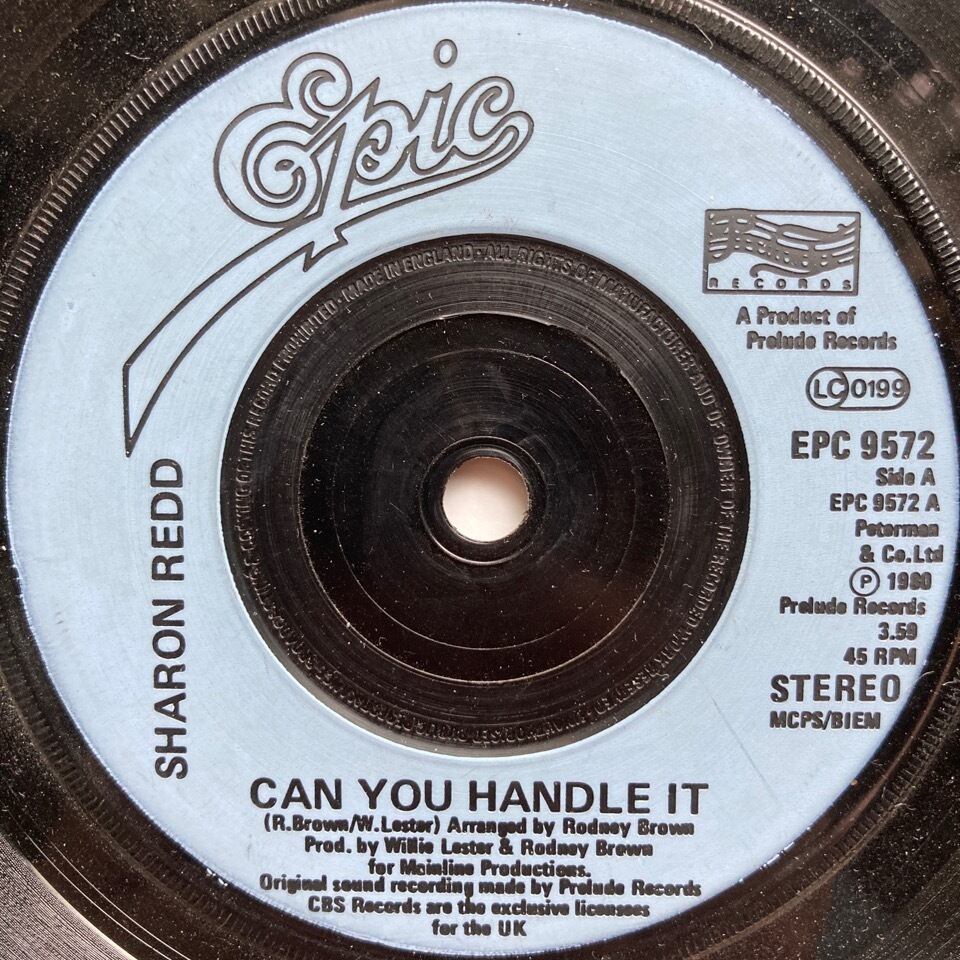 Epic
RECORDS
A Product of
Prelude Records
LC 0199
EPC 9572
Side A
EPC 9572 A
Peterman
& Co. Ltd
Ⓟ 1980
Prelude Records
3.59
45 RPM
STEREO
MCPS/BIEM
SHARON REDD
MADE IN ENGLAND · ALL RIGHTS OF MANUFACTURER AND OF OWNER OF THE RECORDED WORK
OF THIS RECORD PROHIBITED ·
CAN YOU HANDLE IT
(R. Brown/W. Lester) Arranged by Rodney Brown
Prod. by Willie Lester & Rodney Brown
for Mainline Productions.
Original sound recording made by Prelude Records
CBS Records are the exclusive licensees
for the UK